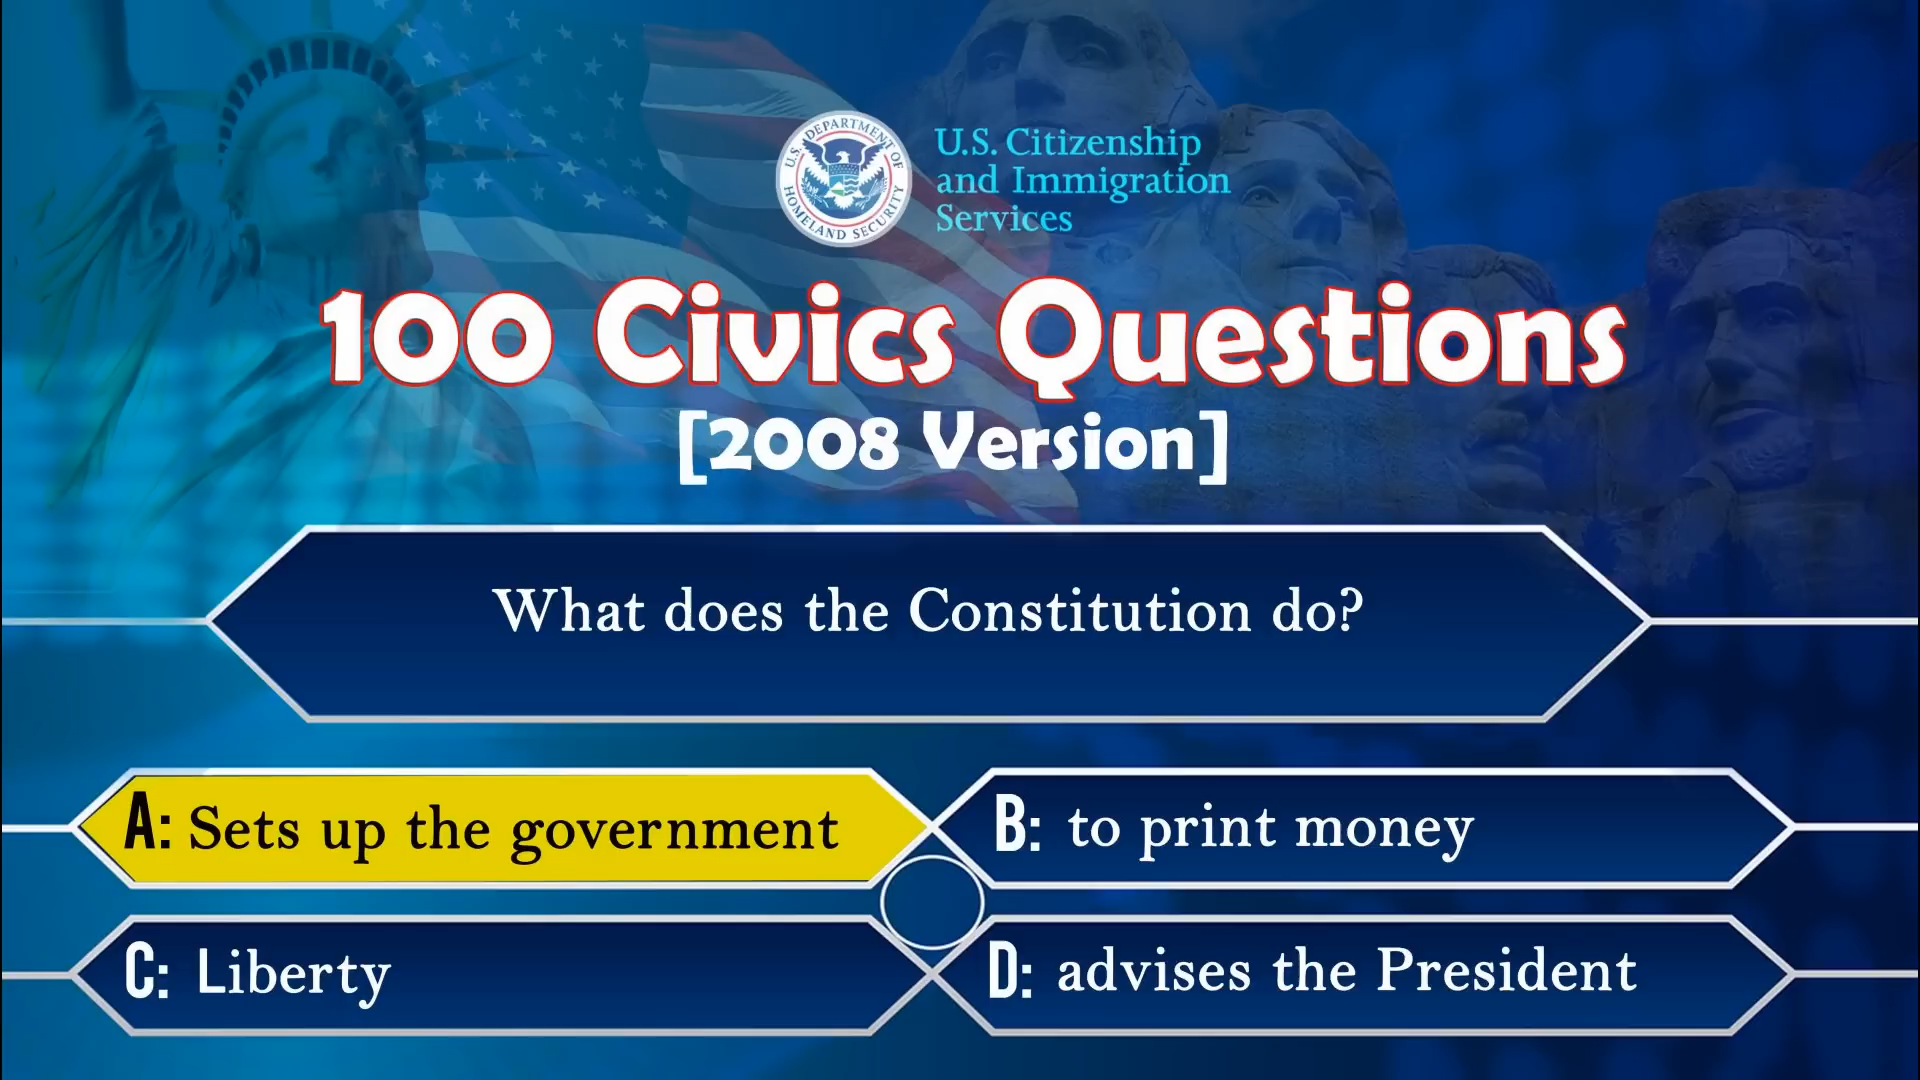 U.S. DEPARTMENT OF
HOMELAND SECURITY
U.S. Citizenship
and Immigration
Services
100 Civics Questions
[2008 Version]
What does the Constitution do?
A: Sets up the government
B: to print money
C: Liberty
D: advises the President